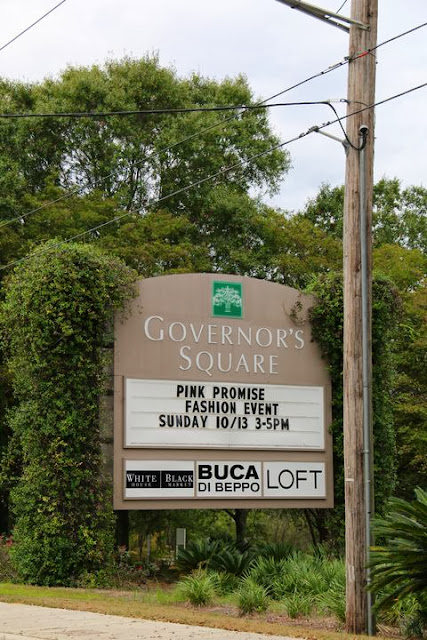 GOVERNOR'S
SQUARE
PINK PROMISE
FASHION EVENT
SUNDAY 10/13 3-5PM
WHITE BLACK
HOUSE MARKET
BUCA
DI BEPPO
LOFT